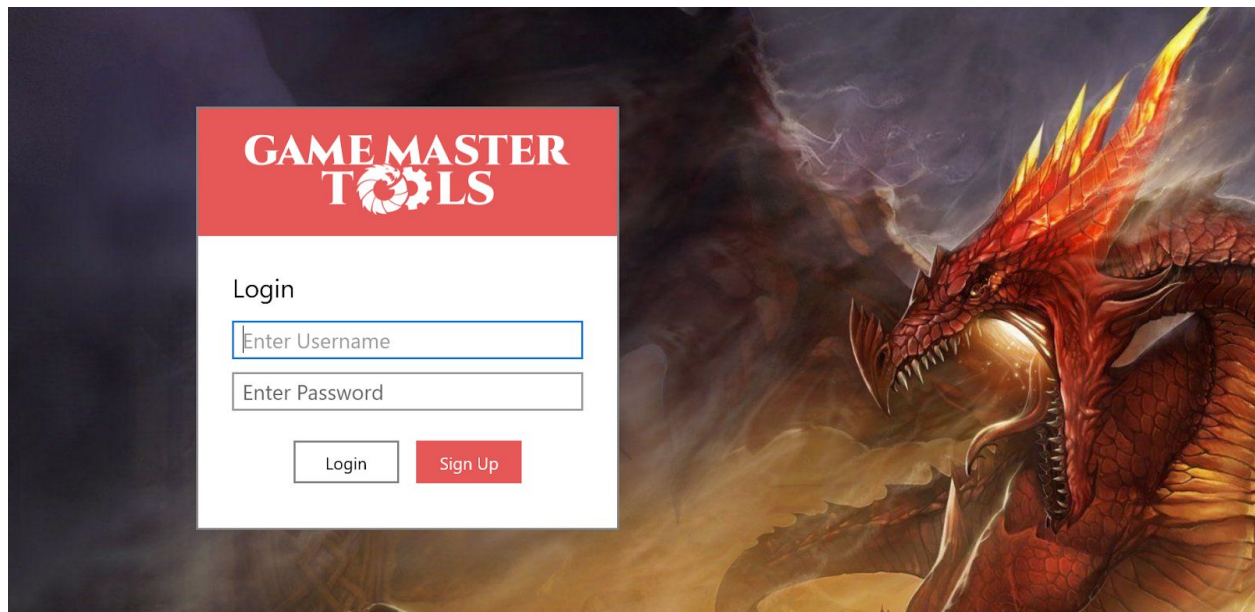 GAME MASTER
TOOLS
Login
Enter Username
Enter Password
Login
Sign Up